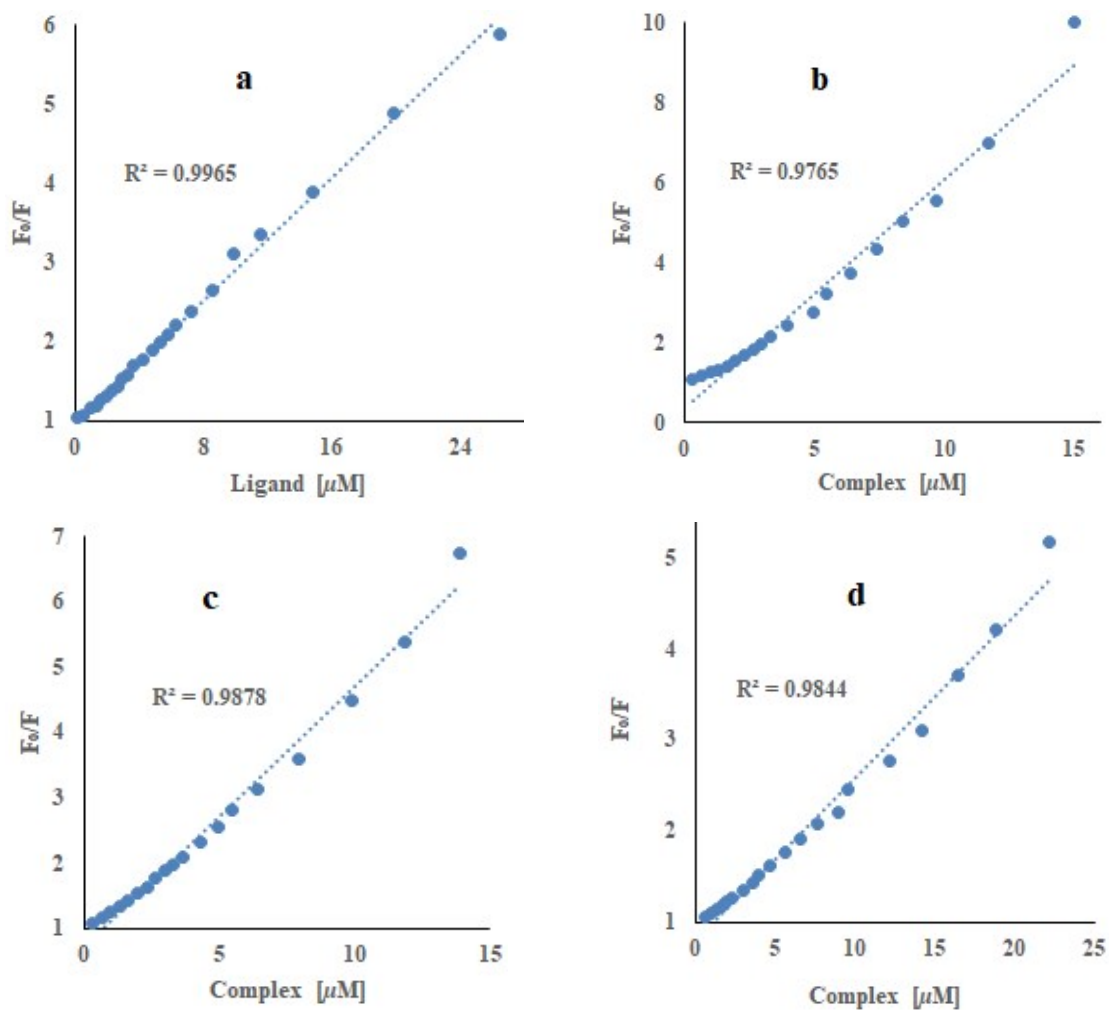 a
R² = 0.9965
F₀/F
6
5
4
3
2
1
0 8 16 24
Ligand [µM]
b
R² = 0.9765
F₀/F
10
8
6
4
2
0
0 5 10 15
Complex [µM]
c
R² = 0.9878
F₀/F
7
6
5
4
3
2
1
0 5 10 15
Complex [µM]
d
R² = 0.9844
F₀/F
5
4
3
2
1
0 5 10 15 20 25
Complex [µM]